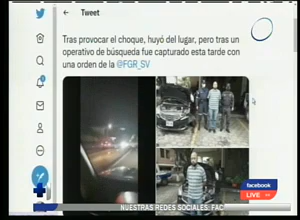 Tweet
Tras provocar el choque, huyó del lugar, pero tras un
operativo de búsqueda fue capturado esta tarde
con una orden de la @FGR_SV
facebook
LIVE
NUESTRAS REDES SOCIALES: FAC